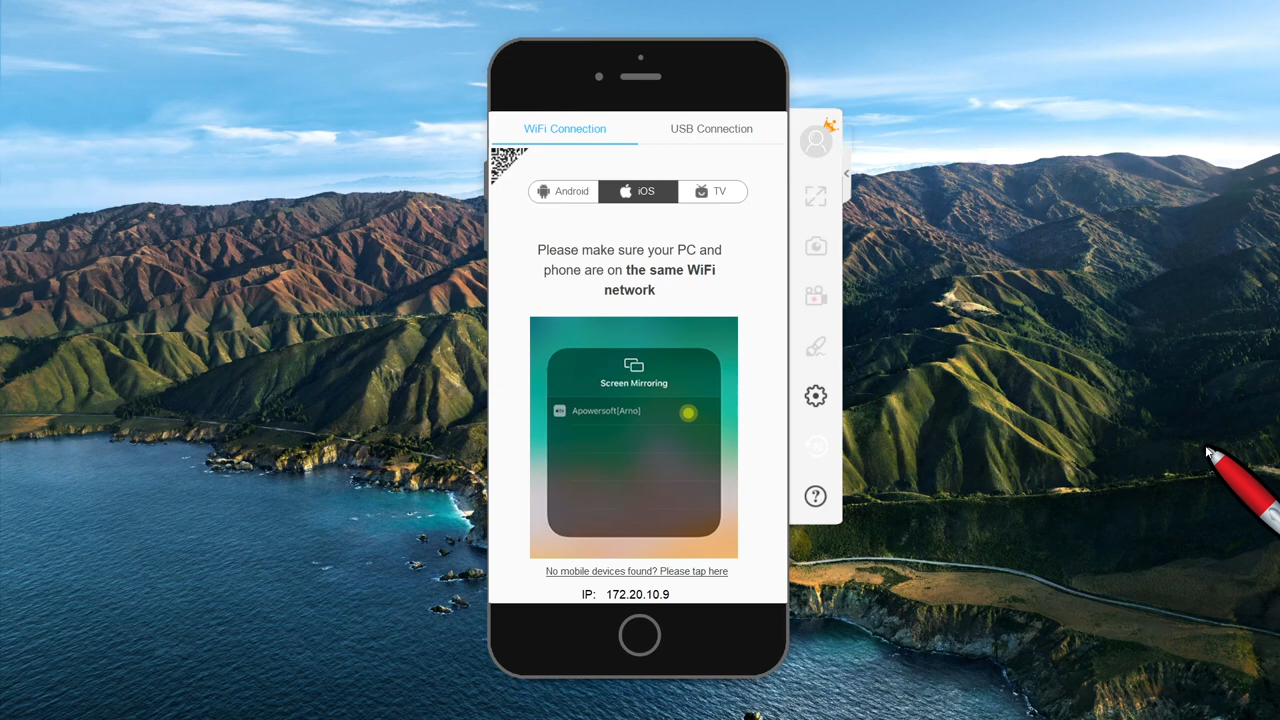 WiFi Connection USB Connection
Android iOS TV
Please make sure your PC and
phone are on the same WiFi
network
Screen Mirroring
Apowersoft[Arno]
No mobile devices found? Please tap here
IP: 172.20.10.9